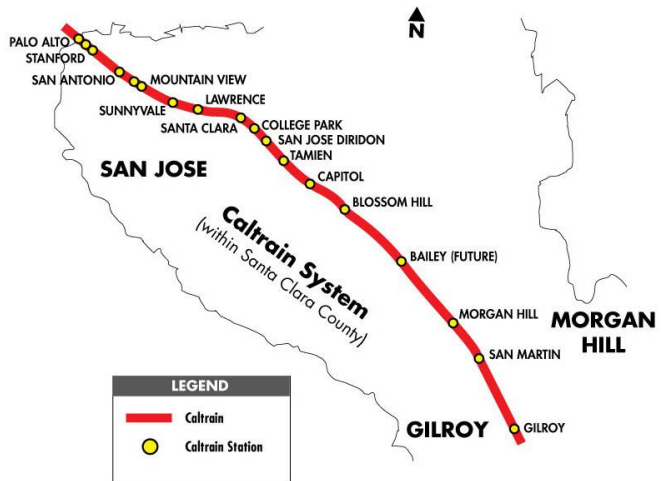 N
PALO ALTO
STANFORD
SAN ANTONIO
MOUNTAIN VIEW
SUNNYVALE
LAWRENCE
SANTA CLARA
COLLEGE PARK
SAN JOSE DIRIDON
TAMIEN
SAN JOSE
CAPITOL
BLOSSOM HILL
Caltrain System
(within Santa Clara County)
BAILEY (FUTURE)
MORGAN HILL
MORGAN
HILL
SAN MARTIN
GILROY
GILROY
LEGEND
Caltrain
Caltrain Station